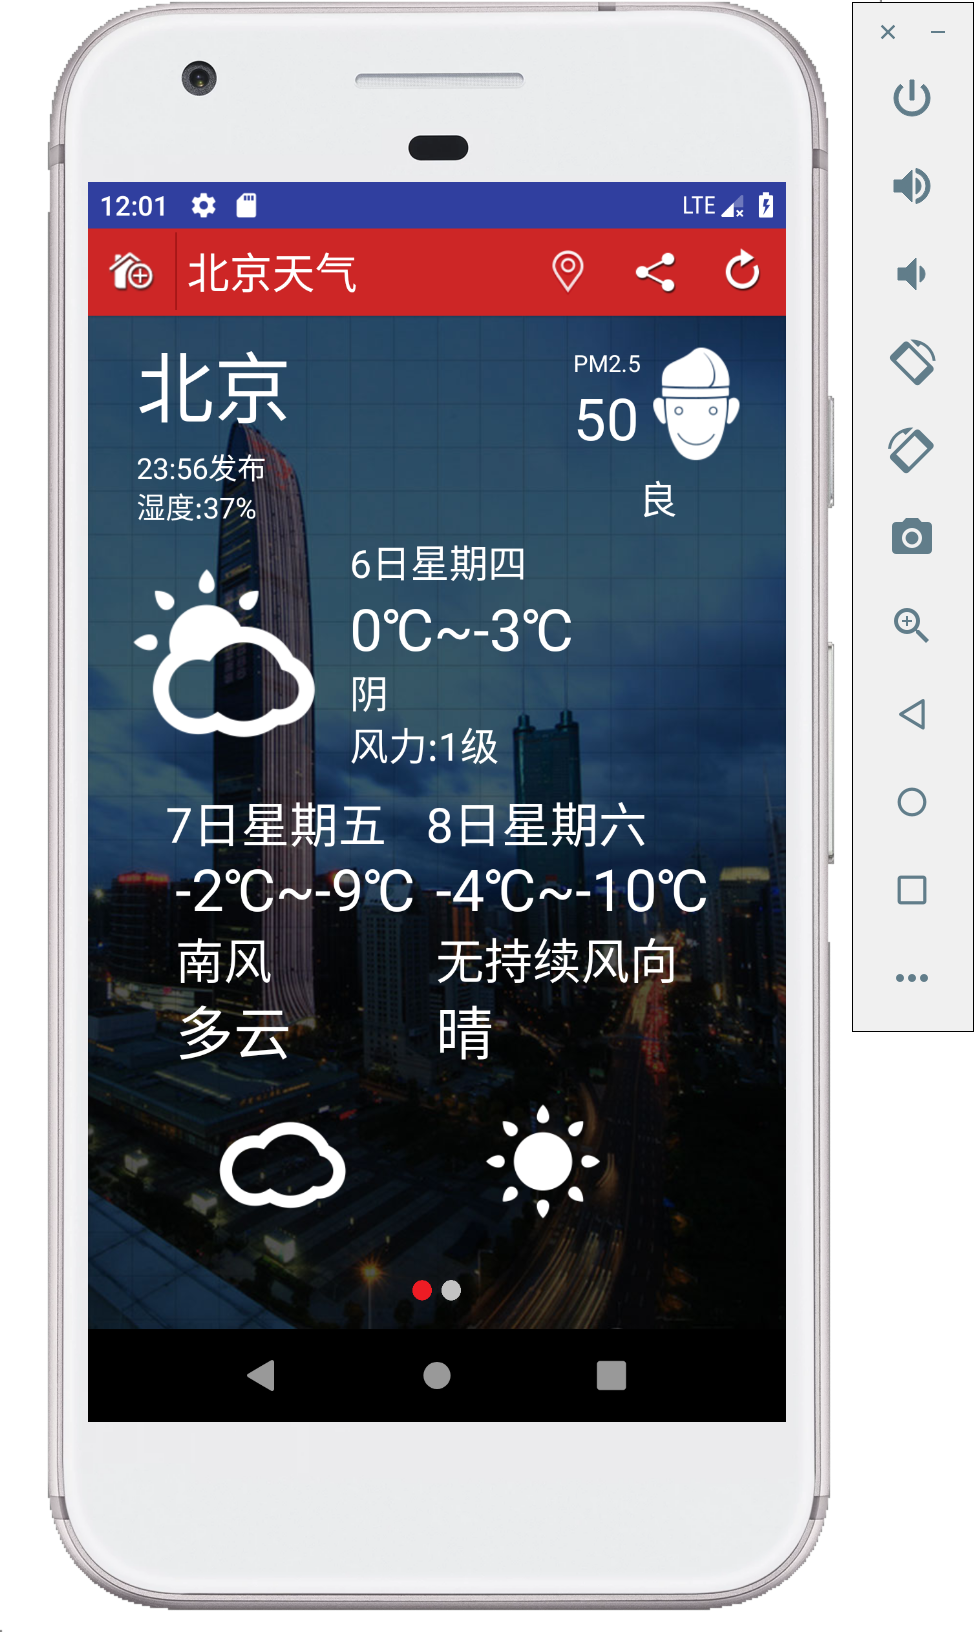 12:01 LTE
北京天气
北京
PM2.5
50
良
23:56发布
湿度:37%
6日星期四
0℃~-3℃
阴
风力:1级
7日星期五 8日星期六
-2℃~-9℃ -4℃~-10℃
南风 无持续风向
多云 晴